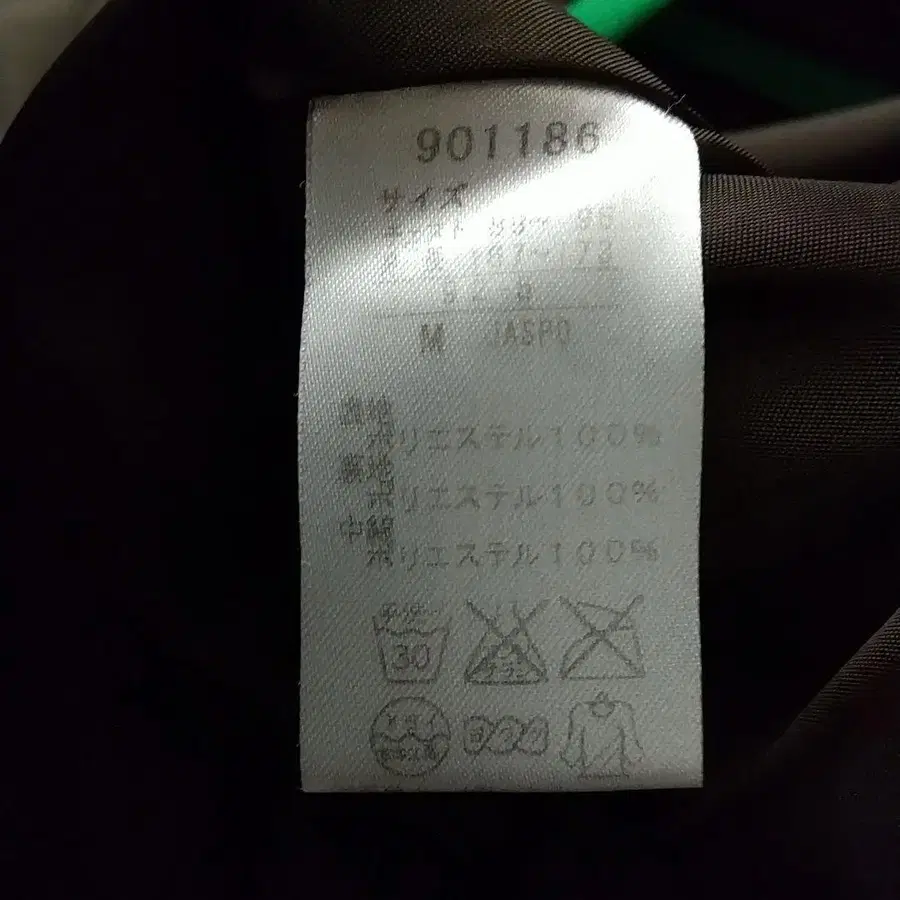 901186
サイズ
67~ 73
M JASPO
表地
ポリエステル100%
裏地
ポリエステル100%
中綿
ポリエステル100%
30